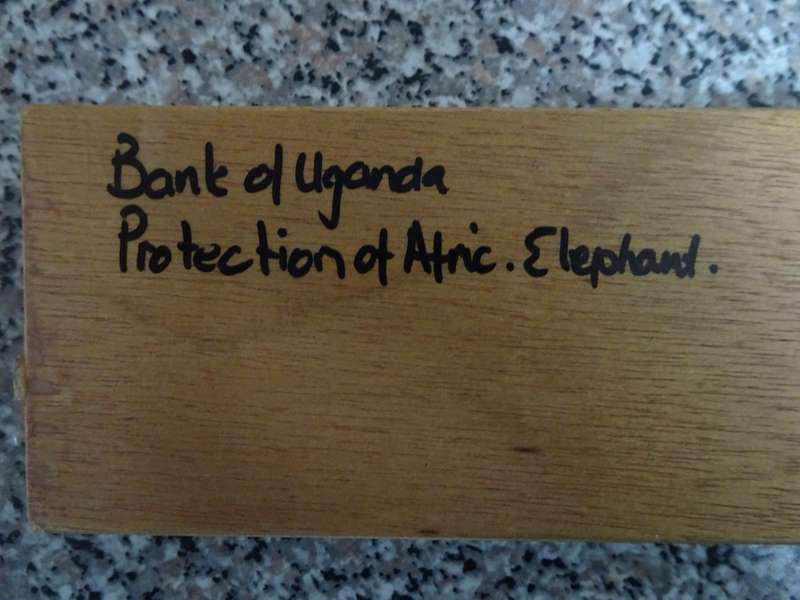 Bank of Uganda
Protection of Afric. Elephant.